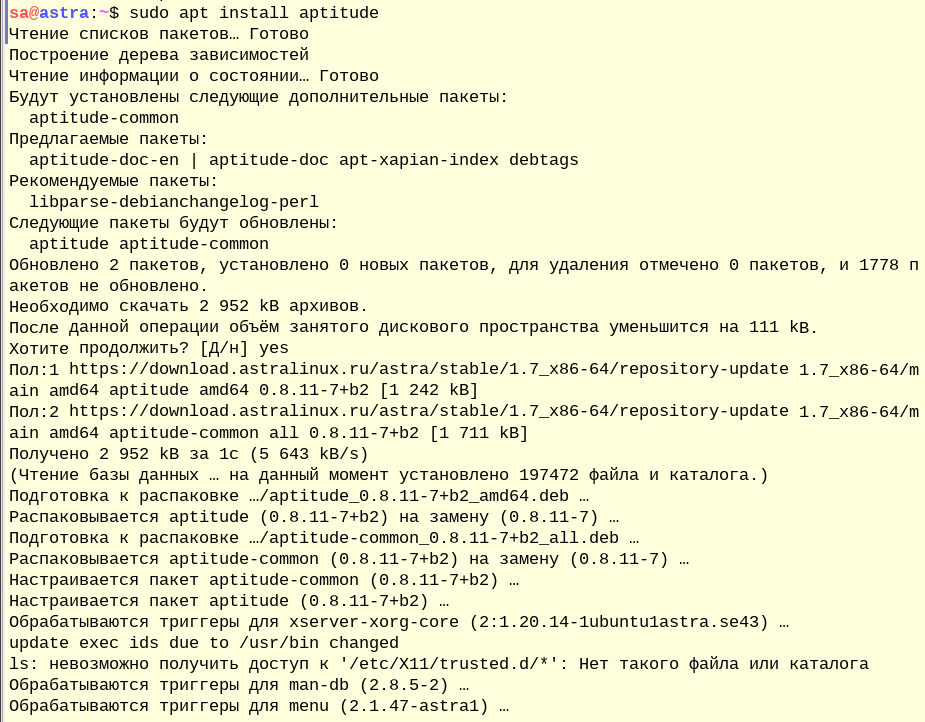 sa@astra:~$ sudo apt install aptitude
Чтение списков пакетов… Готово
Построение дерева зависимостей
Чтение информации о состоянии… Готово
Будут установлены следующие дополнительные пакеты:
  aptitude-common
Предлагаемые пакеты:
  aptitude-doc-en | aptitude-doc apt-xapian-index debtags
Рекомендуемые пакеты:
  libparse-debianchangelog-perl
Следующие пакеты будут обновлены:
  aptitude aptitude-common
Обновлено 2 пакетов, установлено 0 новых пакетов, для удаления отмечено 0 пакетов, и 1778 п
акетов не обновлено.
Необходимо скачать 2 952 kB архивов.
После данной операции объём занятого дискового пространства уменьшится на 111 kB.
Хотите продолжить? [Д/н] yes
Пол:1 https://download.astralinux.ru/astra/stable/1.7_x86-64/repository-update 1.7_x86-64/m
ain amd64 aptitude amd64 0.8.11-7+b2 [1 242 kB]
Пол:2 https://download.astralinux.ru/astra/stable/1.7_x86-64/repository-update 1.7_x86-64/m
ain amd64 aptitude-common all 0.8.11-7+b2 [1 711 kB]
Получено 2 952 kB за 1с (5 643 kB/s)
(Чтение базы данных … на данный момент установлено 197472 файла и каталога.)
Подготовка к распаковке …/aptitude_0.8.11-7+b2_amd64.deb …
Распаковывается aptitude (0.8.11-7+b2) на замену (0.8.11-7) …
Подготовка к распаковке …/aptitude-common_0.8.11-7+b2_all.deb …
Распаковывается aptitude-common (0.8.11-7+b2) на замену (0.8.11-7) …
Настраивается пакет aptitude-common (0.8.11-7+b2) …
Настраивается пакет aptitude (0.8.11-7+b2) …
Обрабатываются триггеры для xserver-xorg-core (2:1.20.14-1ubuntu1astra.se43) …
update exec ids due to /usr/bin changed
ls: невозможно получить доступ к '/etc/X11/trusted.d/*': Нет такого файла или каталога
Обрабатываются триггеры для man-db (2.8.5-2) …
Обрабатываются триггеры для menu (2.1.47-astra1) …